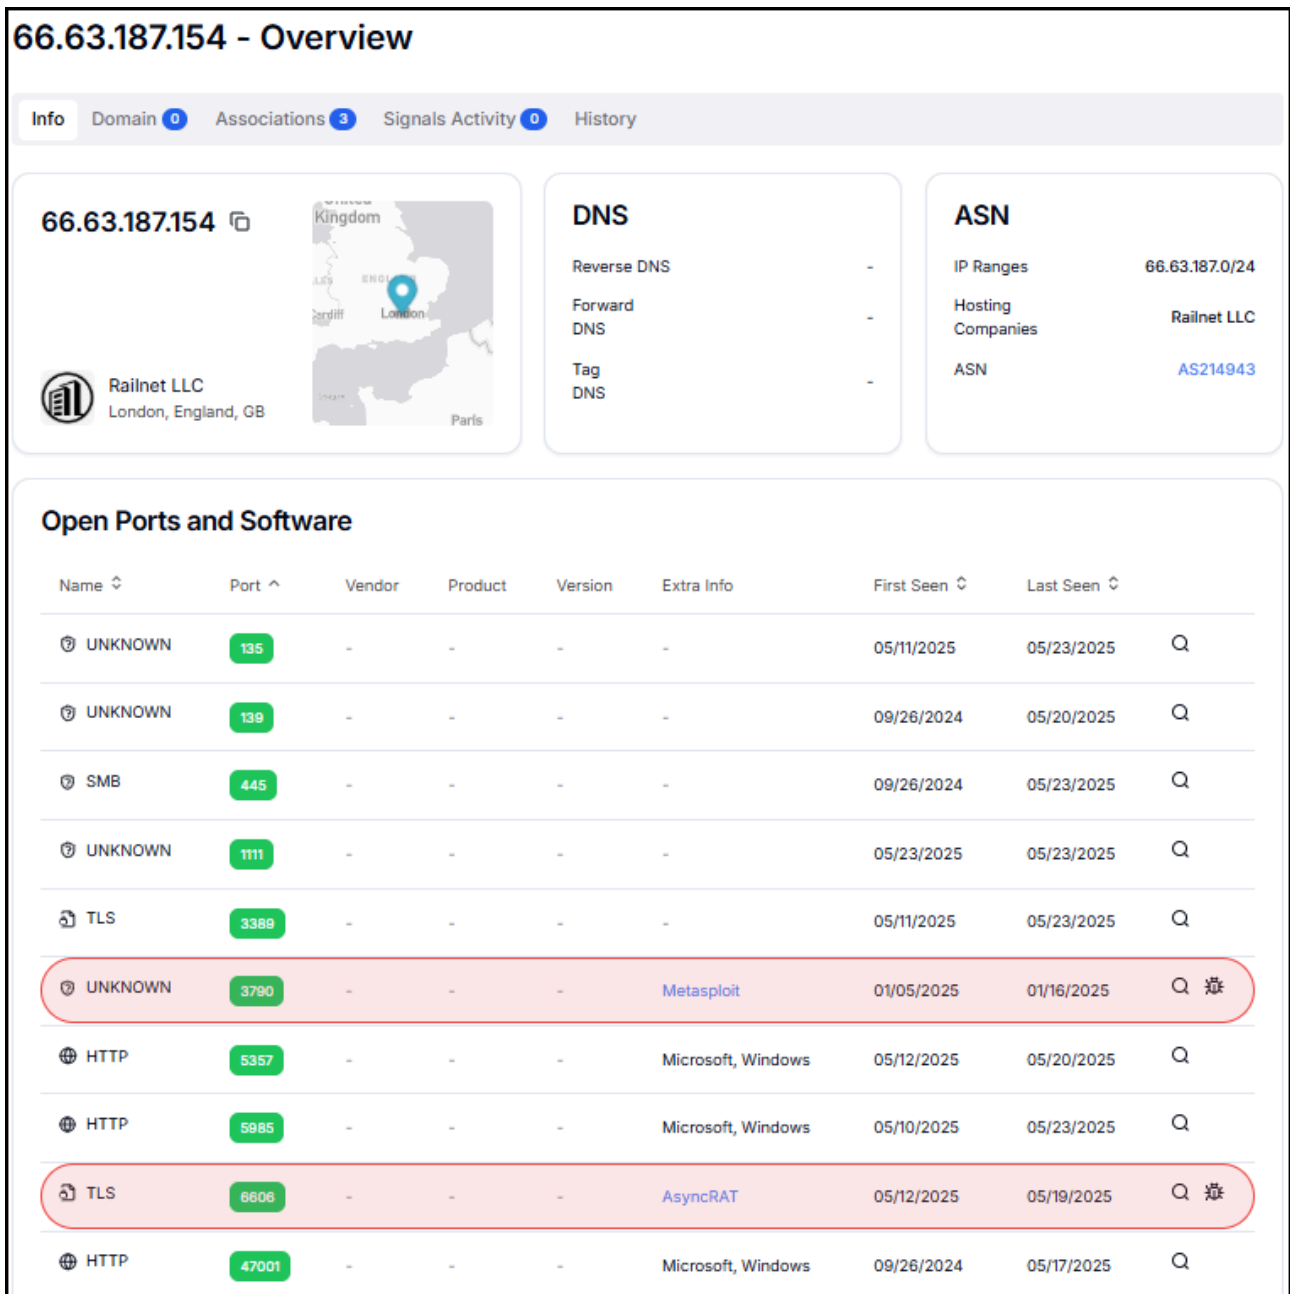 66.63.187.154 - Overview
Info Domain 0 Associations 3 Signals Activity 0 History
66.63.187.154
Kingdom
ENGL
London
Cardiff
Paris
Railnet LLC
London, England, GB
DNS
Reverse DNS -
Forward DNS -
Tag DNS -
ASN
IP Ranges 66.63.187.0/24
Hosting Companies Railnet LLC
ASN AS214943
Open Ports and Software
Name Port Vendor Product Version Extra Info First Seen Last Seen
UNKNOWN 135 - - - - 05/11/2025 05/23/2025
UNKNOWN 139 - - - - 09/26/2024 05/20/2025
SMB 445 - - - - 09/26/2024 05/23/2025
UNKNOWN 1111 - - - - 05/23/2025 05/23/2025
TLS 3389 - - - - 05/11/2025 05/23/2025
UNKNOWN 3790 - - - Metasploit 01/05/2025 01/16/2025
HTTP 5357 - - - Microsoft, Windows 05/12/2025 05/20/2025
HTTP 5985 - - - Microsoft, Windows 05/10/2025 05/23/2025
TLS 6606 - - - AsyncRAT 05/12/2025 05/19/2025
HTTP 47001 - - - Microsoft, Windows 09/26/2024 05/17/2025